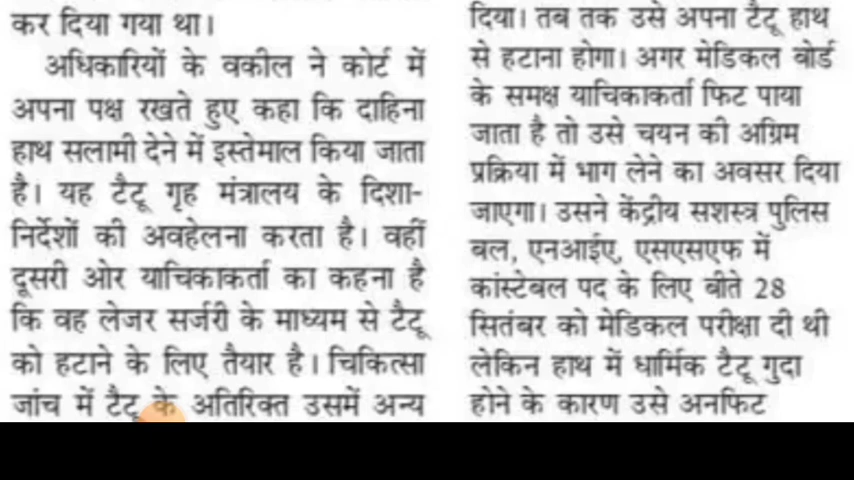 कर दिया गया था।
अधिकारियों के वकील ने कोर्ट में
अपना पक्ष रखते हुए कहा कि दाहिना
हाथ सलामी देने में इस्तेमाल किया जाता
है। यह टैटू गृह मंत्रालय के दिशा-
निर्देशों की अवहेलना करता है। वहीं
दूसरी ओर याचिकाकर्ता का कहना है
कि वह लेजर सर्जरी के माध्यम से टैटू
को हटाने के लिए तैयार है। चिकित्सा
जांच में टैटू के अतिरिक्त उसमें अन्य
दिया। तब तक उसे अपना टैटू हाथ
से हटाना होगा। अगर मेडिकल बोर्ड
के समक्ष याचिकाकर्ता फिट पाया
जाता है तो उसे चयन की अग्रिम
प्रक्रिया में भाग लेने का अवसर दिया
जाएगा। उसने केंद्रीय सशस्त्र पुलिस
बल, एनआईए, एसएसएफ में
कांस्टेबल पद के लिए बीते 28
सितंबर को मेडिकल परीक्षा दी थी
लेकिन हाथ में धार्मिक टैटू गुदा
होने के कारण उसे अनफिट